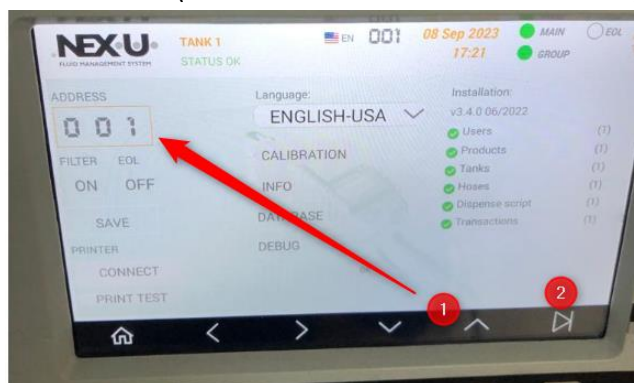 NEX·U·
FLUID MANAGEMENT SYSTEM
TANK 1
STATUS OK
EN
001
08 Sep 2023
17:21
MAIN
GROUP
EOL
ADDRESS
001
FILTER EOL
ON OFF
SAVE
PRINTER
CONNECT
PRINT TEST
Language:
ENGLISH-USA
CALIBRATION
INFO
DATABASE
DEBUG
Installation:
v3.4.0 06/2022
Users (1)
Products (1)
Tanks (1)
Hoses (1)
Dispense script (1)
Transactions (1)
1
2